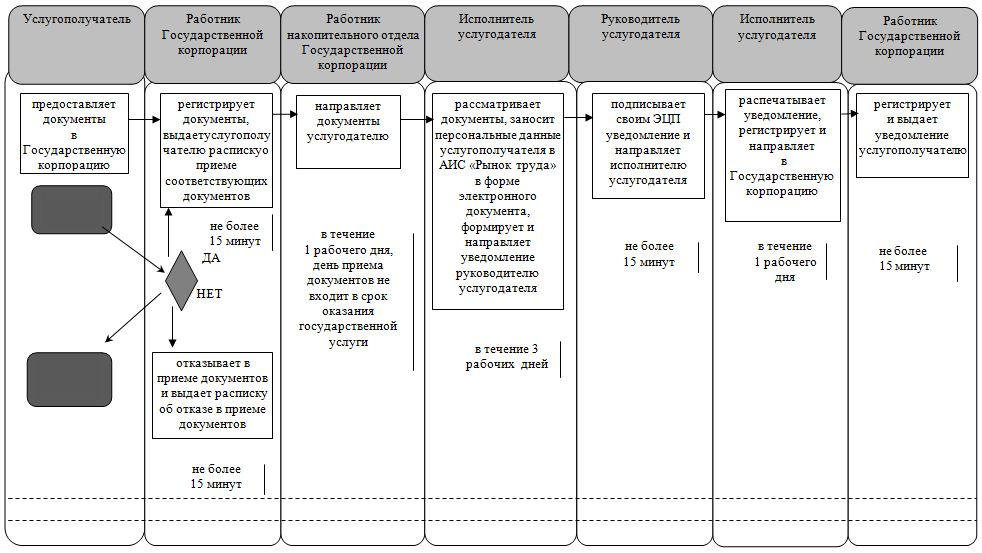 Услугополучатель
Работник
Государственной
корпорации
Работник
накопительного отдела
Государственной
корпорации
Исполнитель
услугодателя
Руководитель
услугодателя
Исполнитель
услугодателя
Работник
Государственной
корпорации
предоставляет
документы
в
Государственную
корпорацию
регистрирует
документы,
выдаетуслугополу
чателю распискуо
приеме
соответствующих
документов
не более
15 минут
ДА
НЕТ
отказывает в
приеме документов
и выдает расписку
об отказе в приеме
документов
не более
15 минут
направляет
документы
услугодателю
в течение
1 рабочего дня,
день приема
документов не
входит в срок
оказания
государственной
услуги
рассматривает
документы, заносит
персональные данные
услугополучателя в
АИС «Рынок труда»
в форме
электронного
документа,
формирует и
направляет
уведомление
руководителю
услугодателя
в течение 3
рабочих дней
подписывает
своим ЭЦП
уведомление и
направляет
исполнителю
услугодателя
не более
15 минут
распечатывает
уведомление,
регистрирует и
направляет
в
Государственную
корпорацию
в течение
1 рабочего
дня
регистрирует
и выдает
уведомление
услугополучателю
не более
15 минут